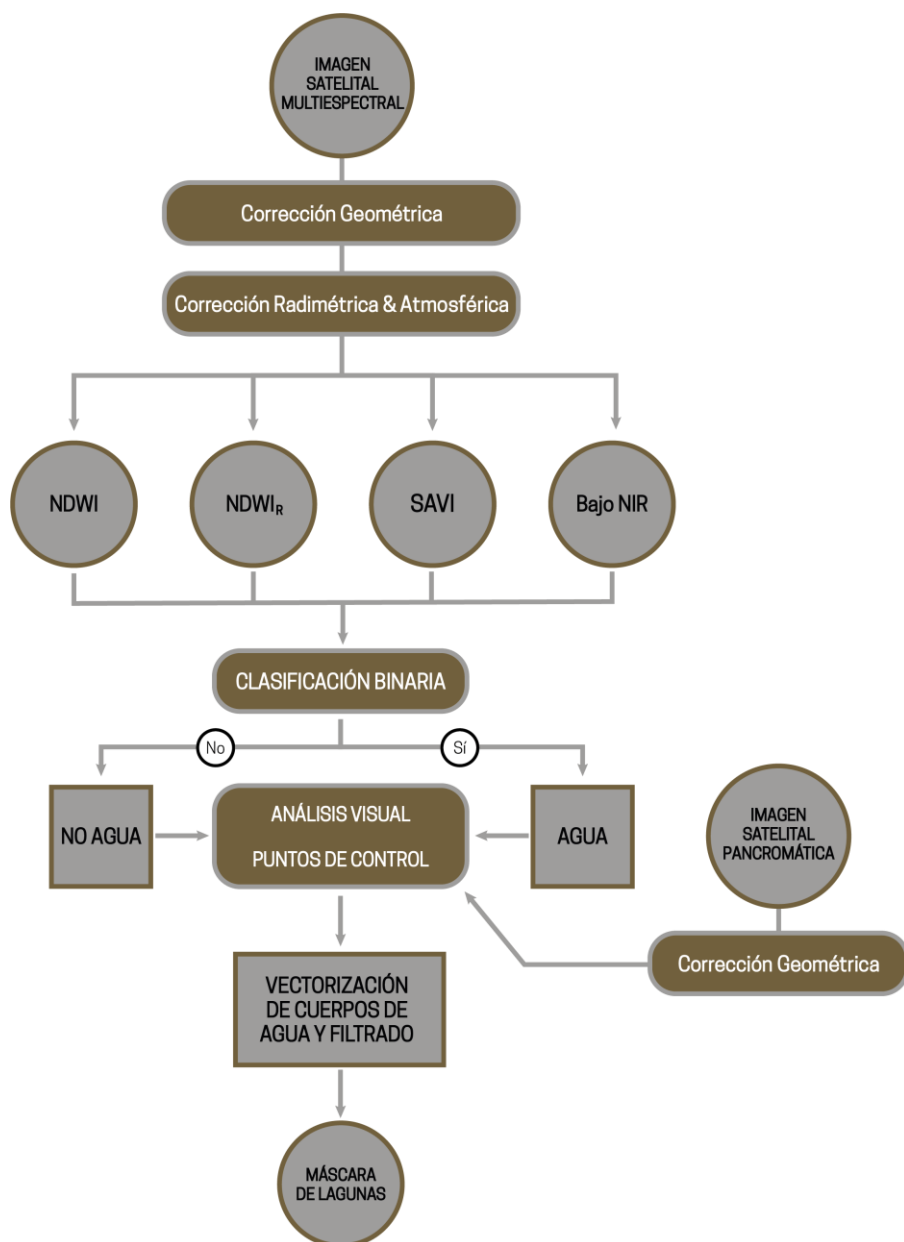 IMAGEN
SATELITAL
MULTIESPECTRAL
Corrección Geométrica
Corrección Radimétrica & Atmosférica
NDWI
NDWIR
SAVI
Bajo NIR
CLASIFICACIÓN BINARIA
No
Sí
NO AGUA
ANÁLISIS VISUAL
PUNTOS DE CONTROL
AGUA
IMAGEN
SATELITAL
PANCROMÁTICA
Corrección Geométrica
VECTORIZACIÓN
DE CUERPOS DE
AGUA Y FILTRADO
MÁSCARA
DE LAGUNAS